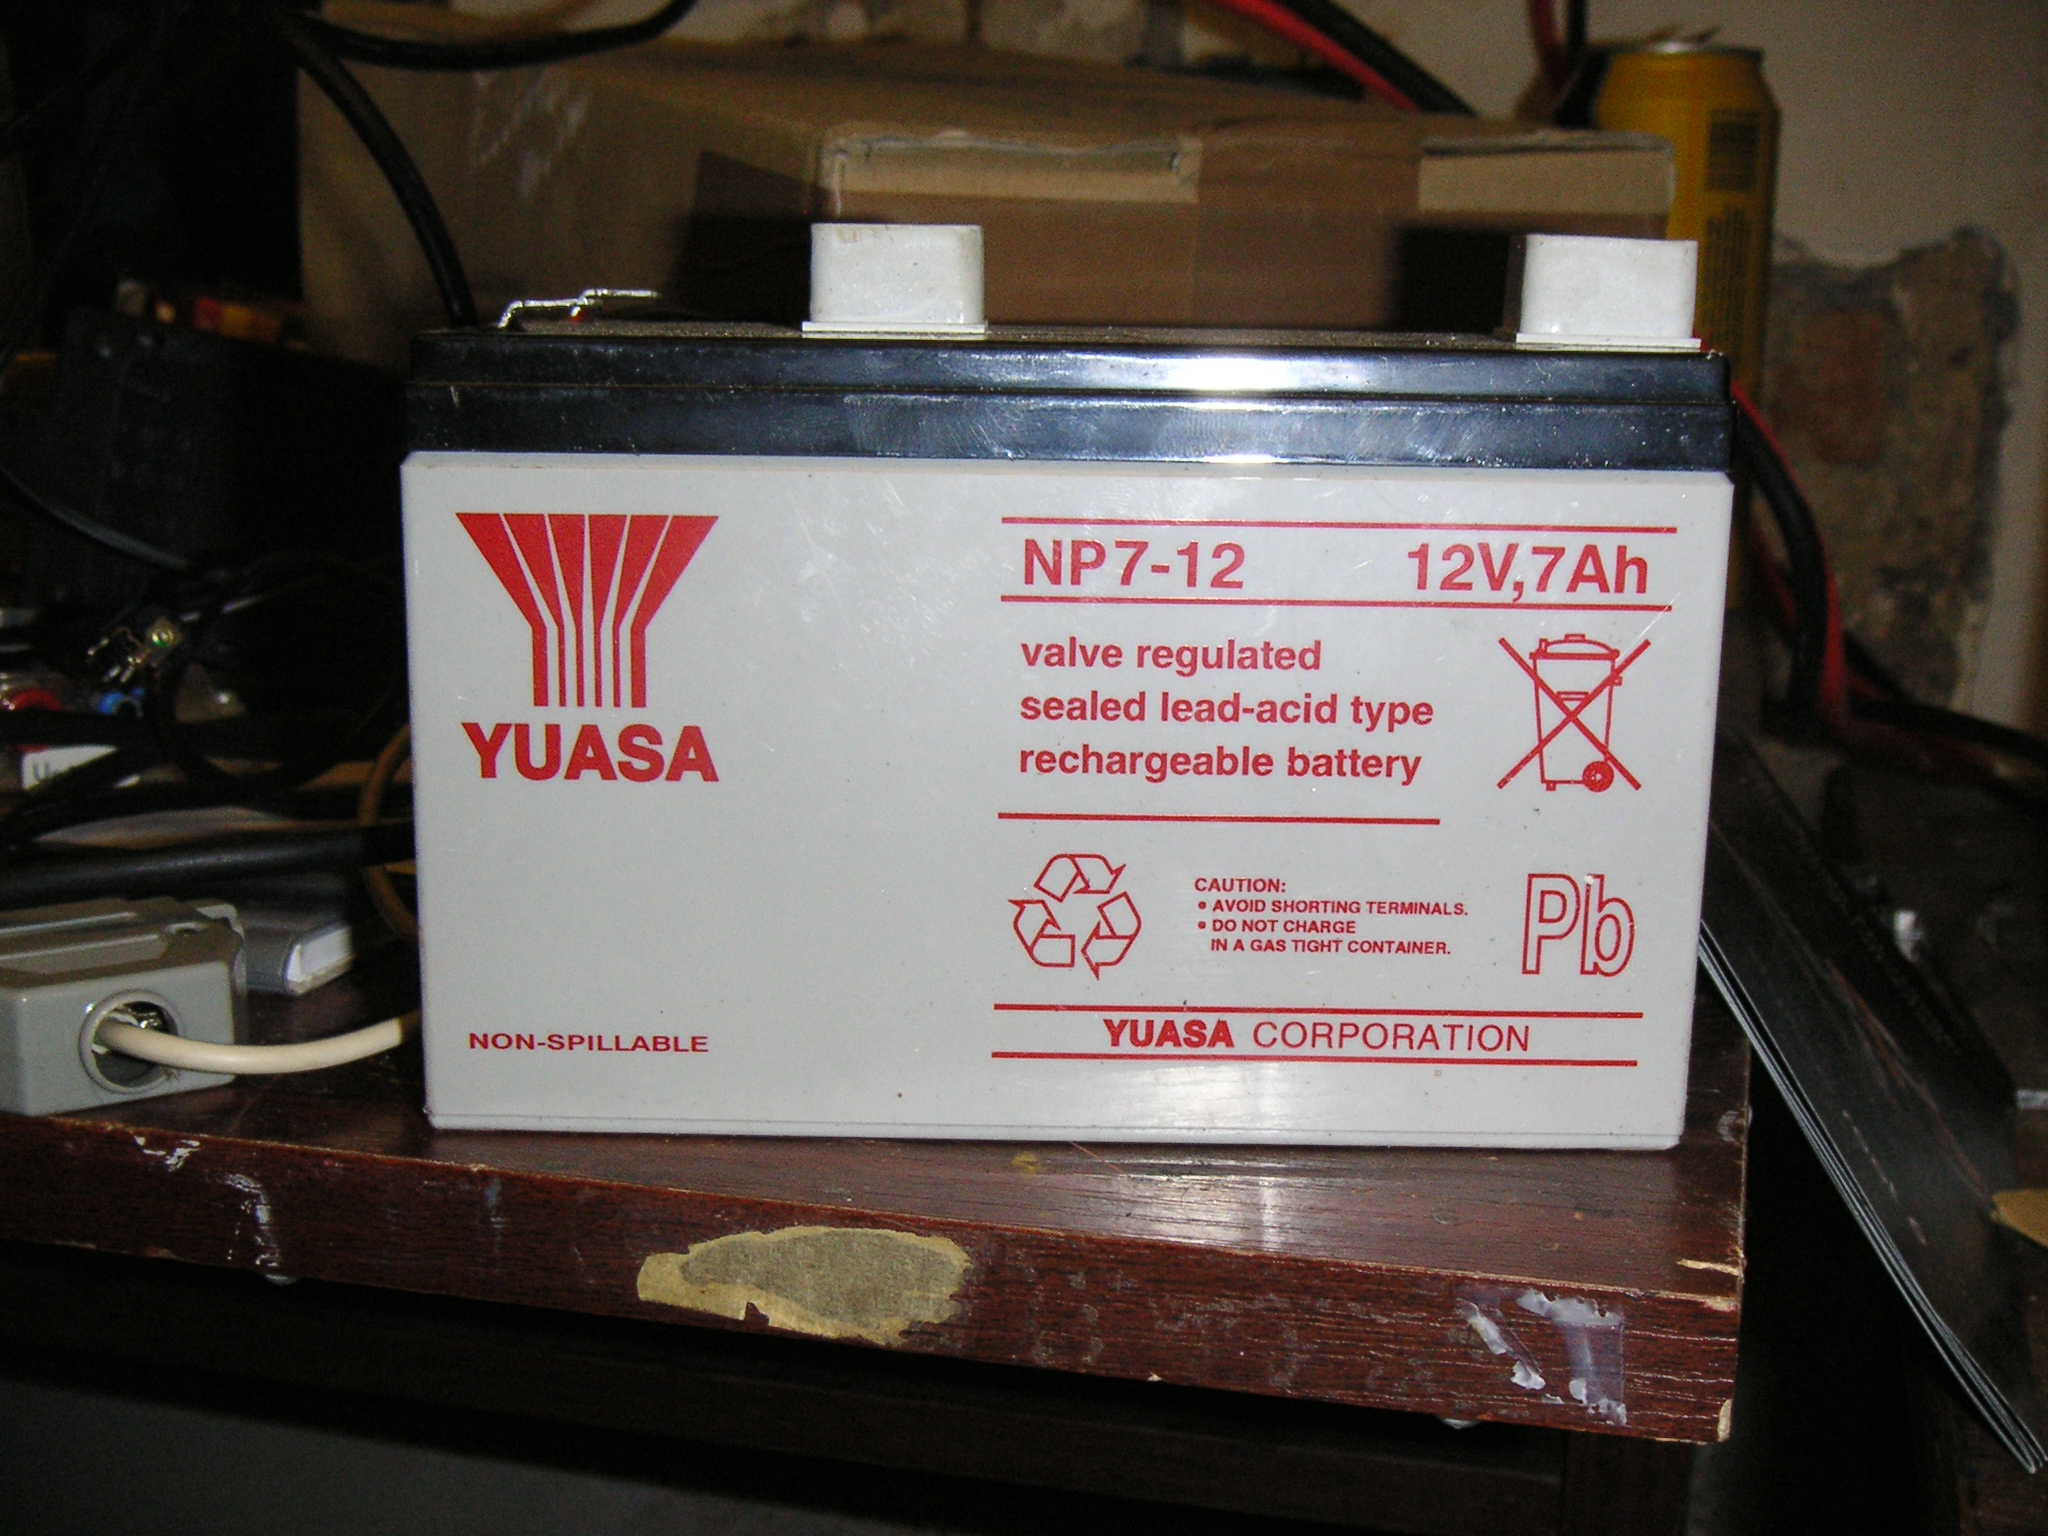 YUASA
NP7-12 12V,7Ah
valve regulated
sealed lead-acid type
rechargeable battery
CAUTION:
• AVOID SHORTING TERMINALS.
• DO NOT CHARGE
IN A GAS TIGHT CONTAINER.
Pb
YUASA CORPORATION
NON-SPILLABLE